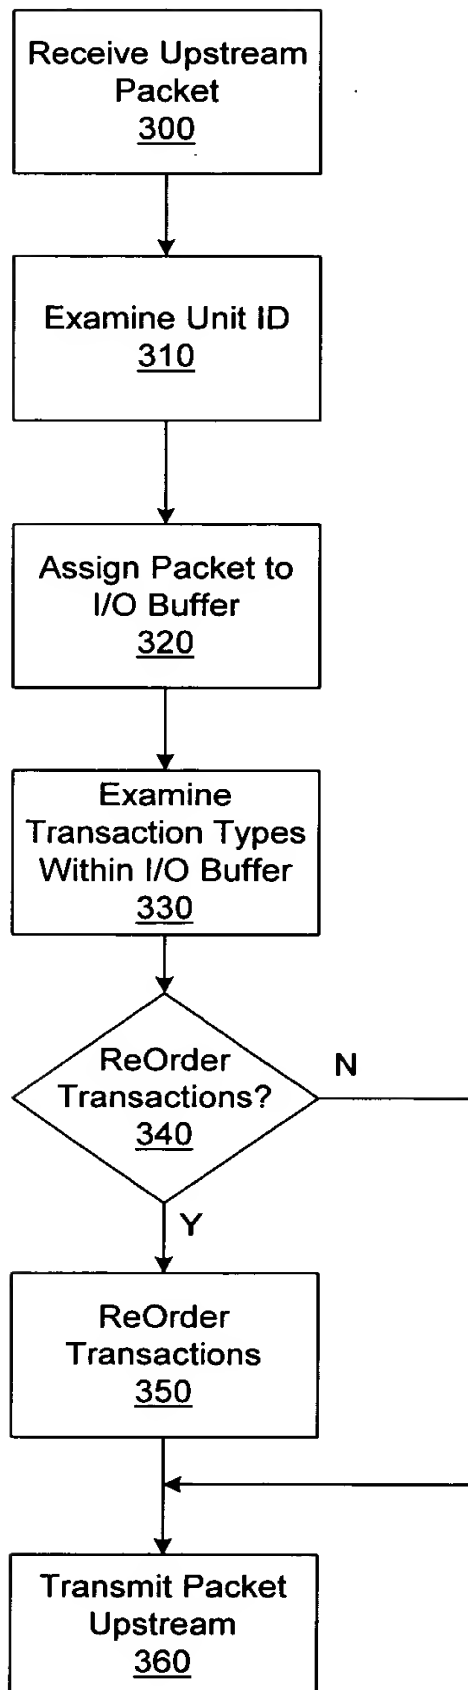 Receive Upstream
Packet
300
Examine Unit ID
310
Assign Packet to
I/O Buffer
320
Examine
Transaction Types
Within I/O Buffer
330
ReOrder
Transactions?
340
N
Y
ReOrder
Transactions
350
Transmit Packet
Upstream
360